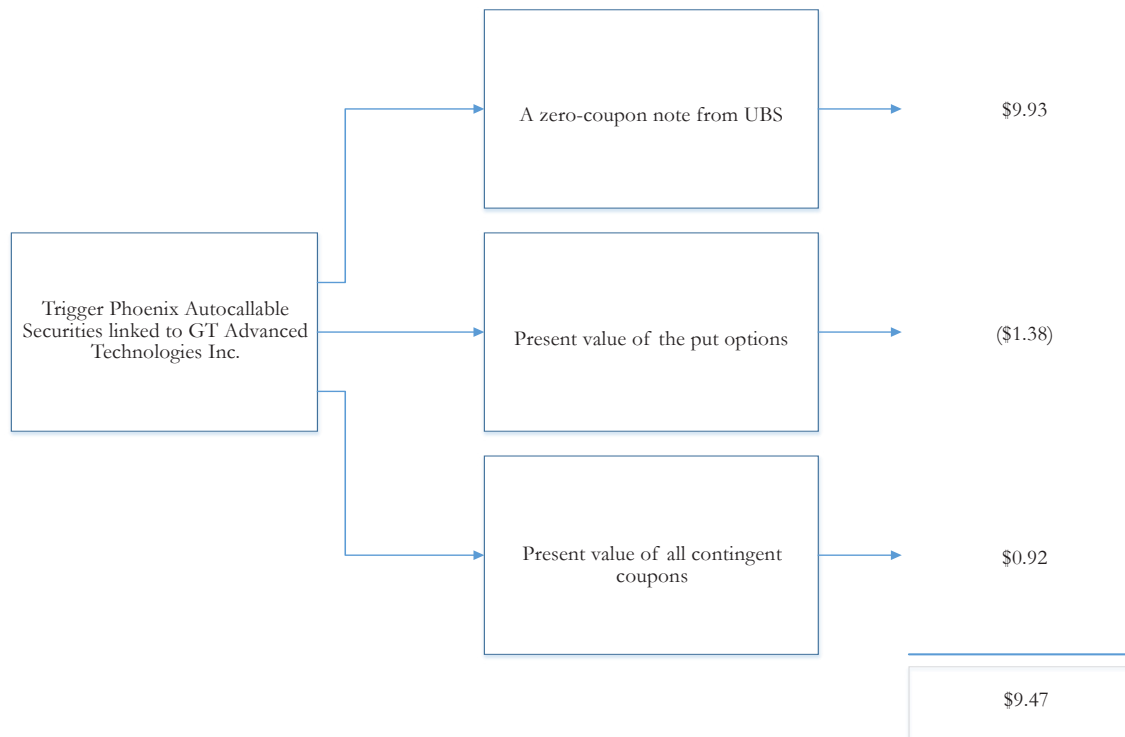 A zero-coupon note from UBS
$9.93
Trigger Phoenix Autocallable
Securities linked to GT Advanced
Technologies Inc.
Present value of the put options
($1.38)
Present value of all contingent
coupons
$0.92
$9.47